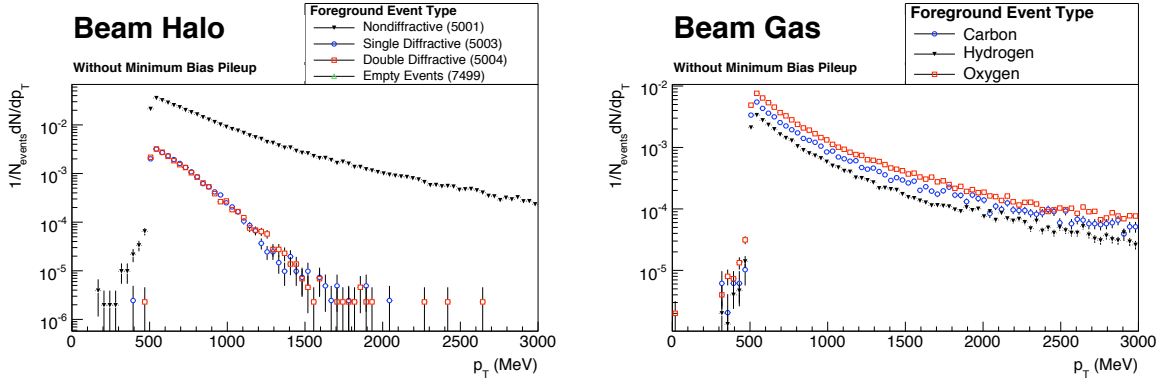 Beam Halo
Foreground Event Type
Nondiffractive (5001)
Single Diffractive (5003)
Double Diffractive (5004)
Empty Events (7499)
Without Minimum Bias Pileup
1/N_events dN/dp_T
10^-2
10^-3
10^-4
10^-5
10^-6
0 500 1000 1500 2000 2500 3000
p_T (MeV)
Beam Gas
Foreground Event Type
Carbon
Hydrogen
Oxygen
Without Minimum Bias Pileup
1/N_events dN/dp_T
10^-2
10^-3
10^-4
10^-5
0 500 1000 1500 2000 2500 3000
p_T (MeV)